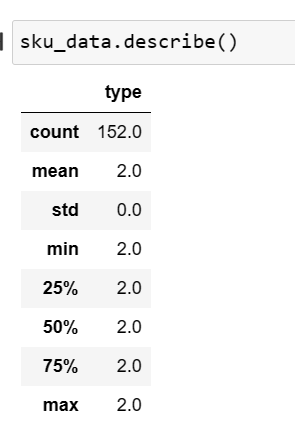 sku_data.describe()
type
count 152.0
mean 2.0
std 0.0
min 2.0
25% 2.0
50% 2.0
75% 2.0
max 2.0